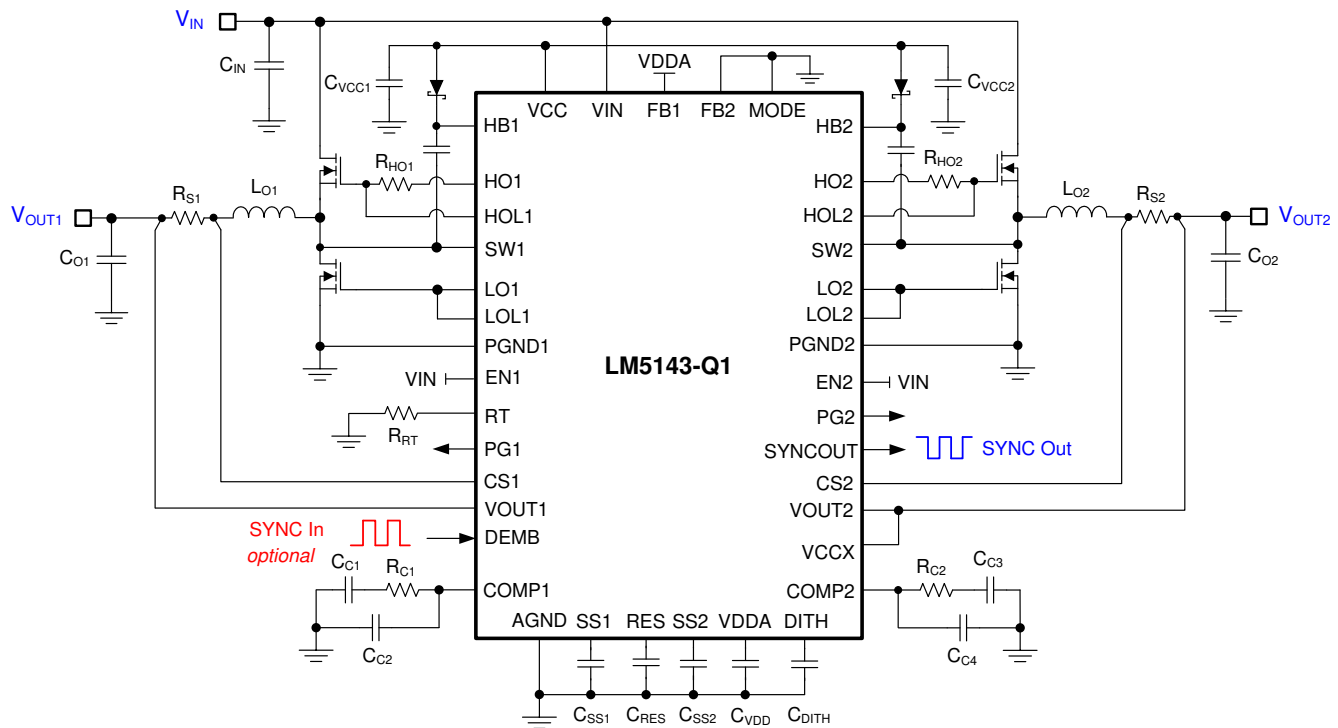 VIN
CIN
CVCC1
VDDA
CVCC2
VCC VIN FB1 FB2 MODE
HB1
HB2
RHO1
HO1
HOL1
HO2
RHO2
HOL2
VOUT1
RS1
LO1
SW1
SW2
LO2
RS2
VOUT2
CO1
CO2
LO1
LOL1
LO2
LOL2
PGND1
PGND2
LM5143-Q1
VIN
EN1
EN2
VIN
RT
RRT
PG2
PG1
SYNCOUT
SYNC Out
CS1
CS2
VOUT1
VOUT2
SYNC In
optional
DEMB
VCCX
CC1
RC1
COMP1
COMP2
RC2
CC3
CC2
CC4
AGND SS1 RES SS2 VDDA DITH
CSS1 CRES CSS2 CVDD CDITH